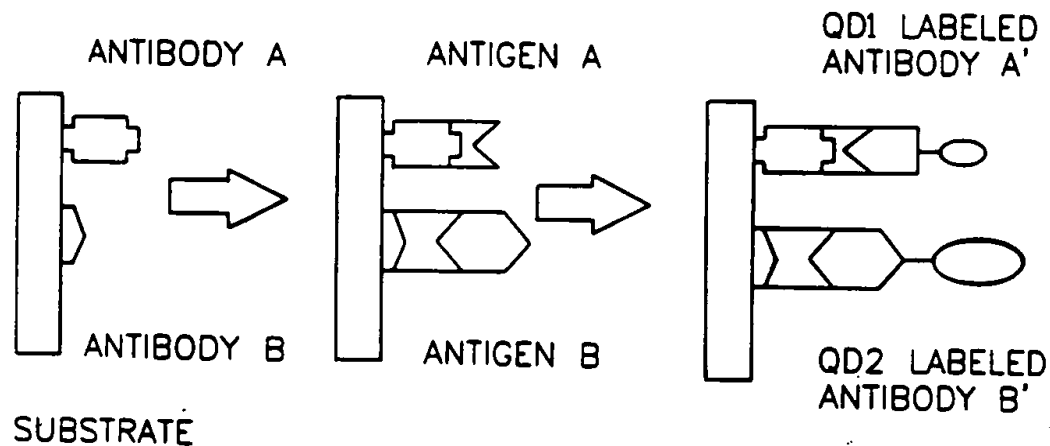 ANTIBODY A
ANTIGEN A
QD1 LABELED
ANTIBODY A'
ANTIBODY B
ANTIGEN B
QD2 LABELED
ANTIBODY B'
SUBSTRATE